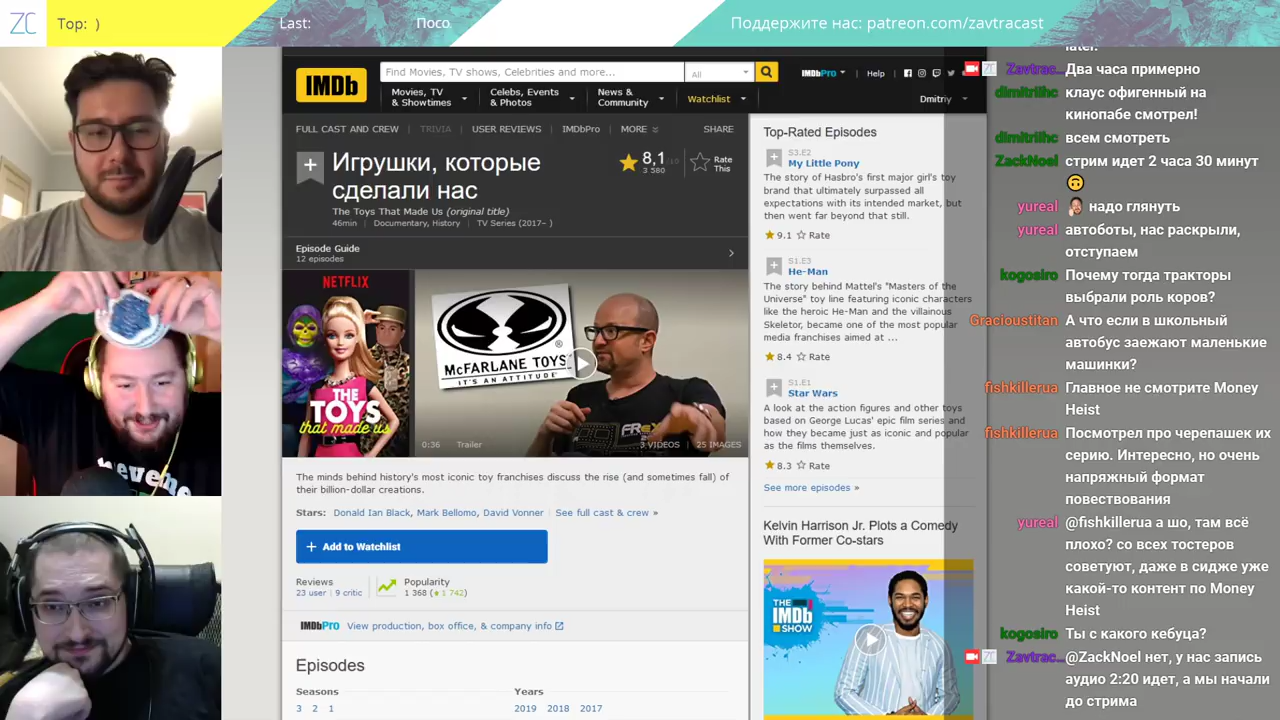 ZC
Top: )
Last:
Посо
Поддержите нас: patreon.com/zavtracast
IMDb
Find Movies, TV shows, Celebrities and more...
All
IMDbPro
Help
Movies, TV
& Showtimes
Celebs, Events
& Photos
News &
Community
Watchlist
Dmitriy
FULL CAST AND CREW
TRIVIA
USER REVIEWS
IMDbPro
MORE
SHARE
Игрушки, которые
сделали нас
8,1/10
3 580
Rate
This
The Toys That Made Us (original title)
46min | Documentary, History | TV Series (2017– )
Episode Guide
12 episodes
NETFLIX
THE
TOYS
that made us
McFARLANE TOYS
IT'S AN ATTITUDE
®
0:36
Trailer
3 VIDEOS | 25 IMAGES
The minds behind history's most iconic toy franchises discuss the rise (and sometimes fall) of
their billion-dollar creations.
Stars: Donald Ian Black, Mark Bellomo, David Vonner | See full cast & crew »
+ Add to Watchlist
Reviews
23 user | 9 critic
Popularity
1 368 (1 742)
IMDbPro View production, box office, & company info
Episodes
Seasons
3 2 1
Years
2019 2018 2017
Top-Rated Episodes
S3.E2
My Little Pony
The story of Hasbro's first major girl's toy
brand that ultimately surpassed all
expectations with its intended market, but
then went far beyond that still.
9.1 Rate
S1.E3
He-Man
The story behind Mattel's "Masters of the
Universe" toy line featuring iconic characters
like the heroic He-Man and the villainous
Skeletor, became one of the most popular
media franchises aimed at ...
8.4 Rate
S1.E1
Star Wars
A look at the action figures and other toys
based on George Lucas' epic film series and
how they became just as iconic and popular
as the films themselves.
8.3 Rate
See more episodes »
Kelvin Harrison Jr. Plots a Comedy
With Former Co-stars
THE
IMDb
SHOW
later.
Zavtrac... Два часа примерно
dimitriihc клаус офигенный на
кинопабе смотрел!
dimitriihc всем смотреть
ZackNoel стрим идет 2 часа 30 минут
yureal надо глянуть
yureal автоботы, нас раскрыли,
отступаем
kogosiro Почему тогда тракторы
выбрали роль коров?
Gracioustitan А что если в школьный
автобус заежают маленькие
машинки?
fishkillerua Главное не смотрите Money
Heist
fishkillerua Посмотрел про черепашек их
серию. Интересно, но очень
напряжный формат
повествования
yureal @fishkillerua а шо, там всё
плохо? со всех тостеров
советуют, даже в сидже уже
какой-то контент по Money
Heist
kogosiro Ты с какого кебуца?
Zavtrac... @ZackNoel нет, у нас запись
аудио 2:20 идет, а мы начали
до стрима